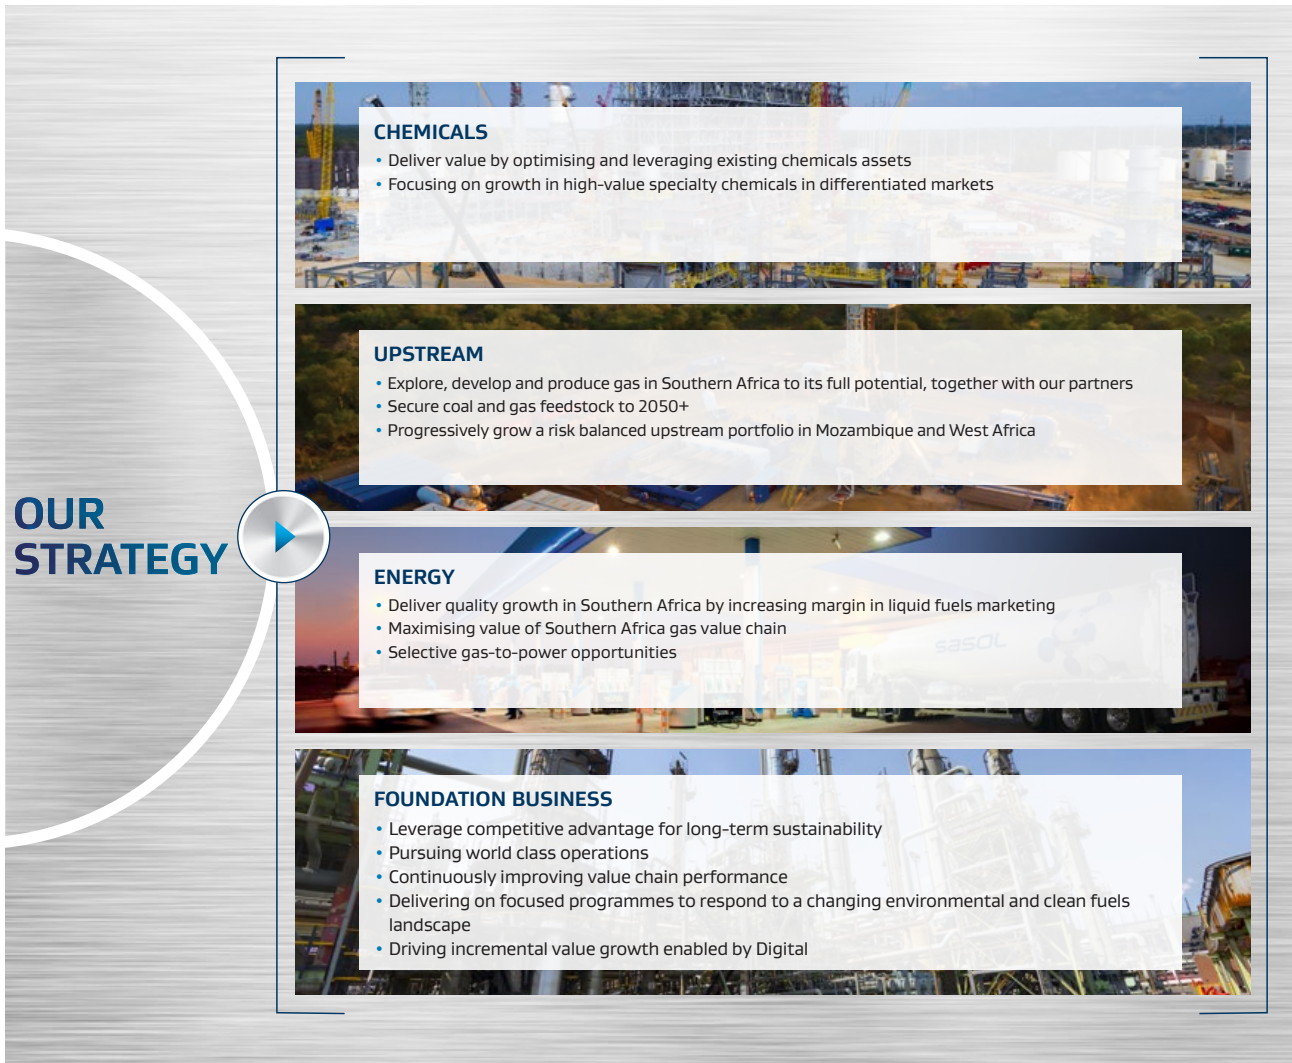 OUR
STRATEGY
CHEMICALS
• Deliver value by optimising and leveraging existing chemicals assets
• Focusing on growth in high-value specialty chemicals in differentiated markets
UPSTREAM
• Explore, develop and produce gas in Southern Africa to its full potential, together with our partners
• Secure coal and gas feedstock to 2050+
• Progressively grow a risk balanced upstream portfolio in Mozambique and West Africa
ENERGY
• Deliver quality growth in Southern Africa by increasing margin in liquid fuels marketing
• Maximising value of Southern Africa gas value chain
• Selective gas-to-power opportunities
sasol
FOUNDATION BUSINESS
• Leverage competitive advantage for long-term sustainability
• Pursuing world class operations
• Continuously improving value chain performance
• Delivering on focused programmes to respond to a changing environmental and clean fuels
landscape
• Driving incremental value growth enabled by Digital